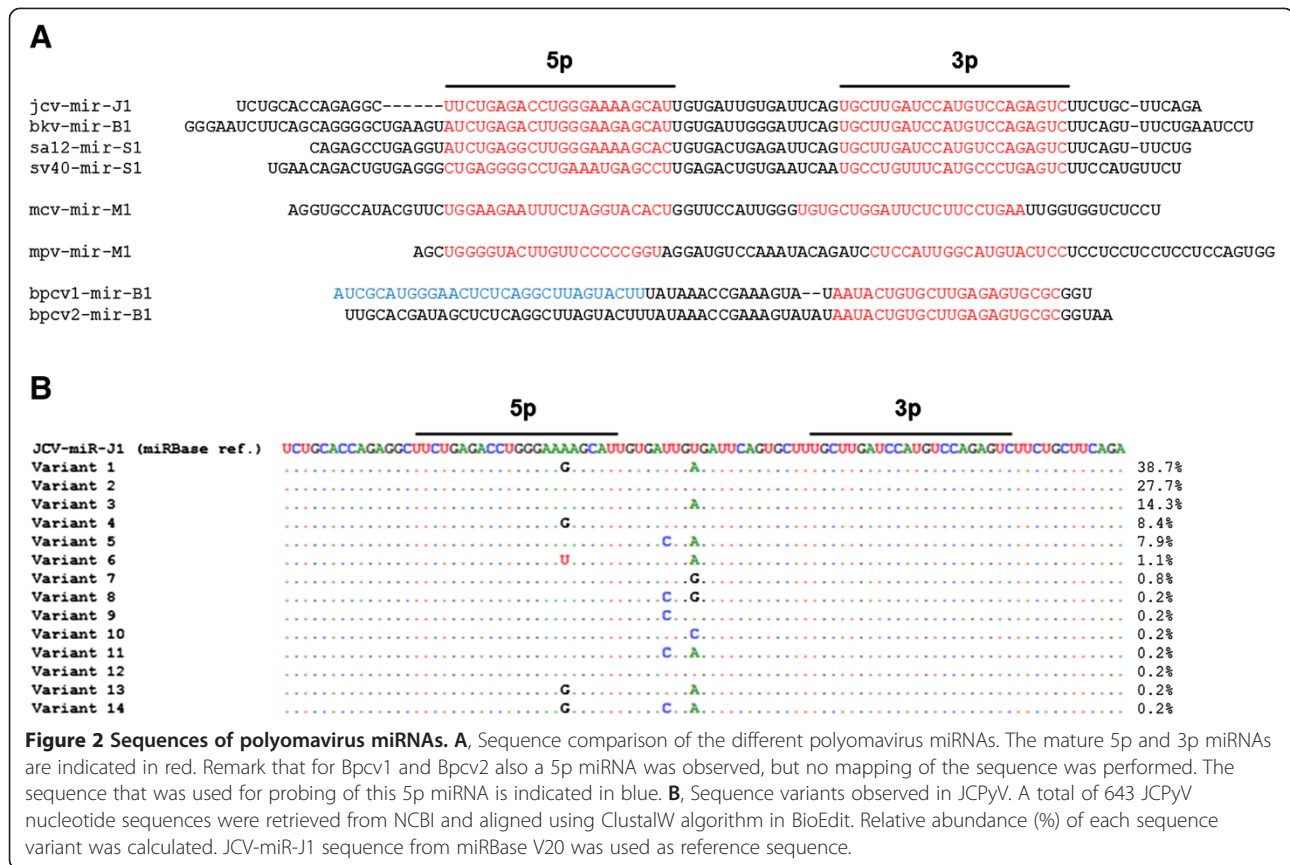 A
5p 3p
jcv-mir-J1 UCUGCACCAGAGGC------UUCUGAGACCUGGGAAAAGCAUUGUGAUUGUGAUUCAGUGCUUGAUCCAUGUCCAGAGUCUUCUGC-UUCAGA
bkv-mir-B1 GGGAAUCUUCAGCAGGGGCUGAAGUAUCUGAGACUUGGGAAGAGCAUUGUGAUUGGGAUUCAGUGCUUGAUCCAUGUCCAGAGUCUUCAGU-UUCUGAAUCCU
sa12-mir-S1 CAGAGCCUGAGGUAUCUGAGGCUUGGGAAAAGCACUGUGACUGAGAUUCAGUGCUUGAUCCAUGUCCAGAGUCUUCAGU-UUCUG
sv40-mir-S1 UGAACAGACUGUGAGGGCUGAGGGGCCUGAAAUGAGCCUUGAGACUGUGAAUCAAUGCCUGUUUCAUGCCCUGAGUCUUCCAUGUUCU
mcv-mir-M1 AGGUGCCAUACGUUCUGGAAGAAUUUCUAGGUACACUGGUUCCAUUGGGUGUGCUGGAUUCUCUUCCUGAAUUGGUGGUCUCCU
mpv-mir-M1 AGCUGGGGUACUUGUUCCCCCGGUAGGAUGUCCAAAUACAGAUCCUCCAUUGGCAUGUACUCCUCCUCCUCCUCCUCCAGUGG
bpcv1-mir-B1 AUCGCAUGGGAACUCUCAGGCUUAGUACUUUAUAAACCGAAAGUA--UAAUACUGUGCUUGAGAGUGCGCGGU
bpcv2-mir-B1 UUGCACGAUAGCUCUCAGGCUUAGUACUUUAUAAACCGAAAGUAUAUAAUACUGUGCUUGAGAGUGCGCGGUAA
B
5p 3p
JCV-miR-J1 (miRBase ref.) UCUGCACCAGAGGCUUCUGAGACCUGGGAAAAGCAUUGUGAUUGUGAUUCAGUGCUUUGCUUGAUCCAUGUCCAGAGUCUUCUGCUUCAGA
Variant 1 G A 38.7%
Variant 2 27.7%
Variant 3 A 14.3%
Variant 4 G 8.4%
Variant 5 C A 7.9%
Variant 6 U A 1.1%
Variant 7 G 0.8%
Variant 8 C G 0.2%
Variant 9 C 0.2%
Variant 10 C 0.2%
Variant 11 C A 0.2%
Variant 12 0.2%
Variant 13 G A 0.2%
Variant 14 G C A 0.2%
Figure 2 Sequences of polyomavirus miRNAs. A, Sequence comparison of the different polyomavirus miRNAs. The mature 5p and 3p miRNAs
are indicated in red. Remark that for Bpcv1 and Bpcv2 also a 5p miRNA was observed, but no mapping of the sequence was performed. The
sequence that was used for probing of this 5p miRNA is indicated in blue. B, Sequence variants observed in JCPyV. A total of 643 JCPyV
nucleotide sequences were retrieved from NCBI and aligned using ClustalW algorithm in BioEdit. Relative abundance (%) of each sequence
variant was calculated. JCV-miR-J1 sequence from miRBase V20 was used as reference sequence.